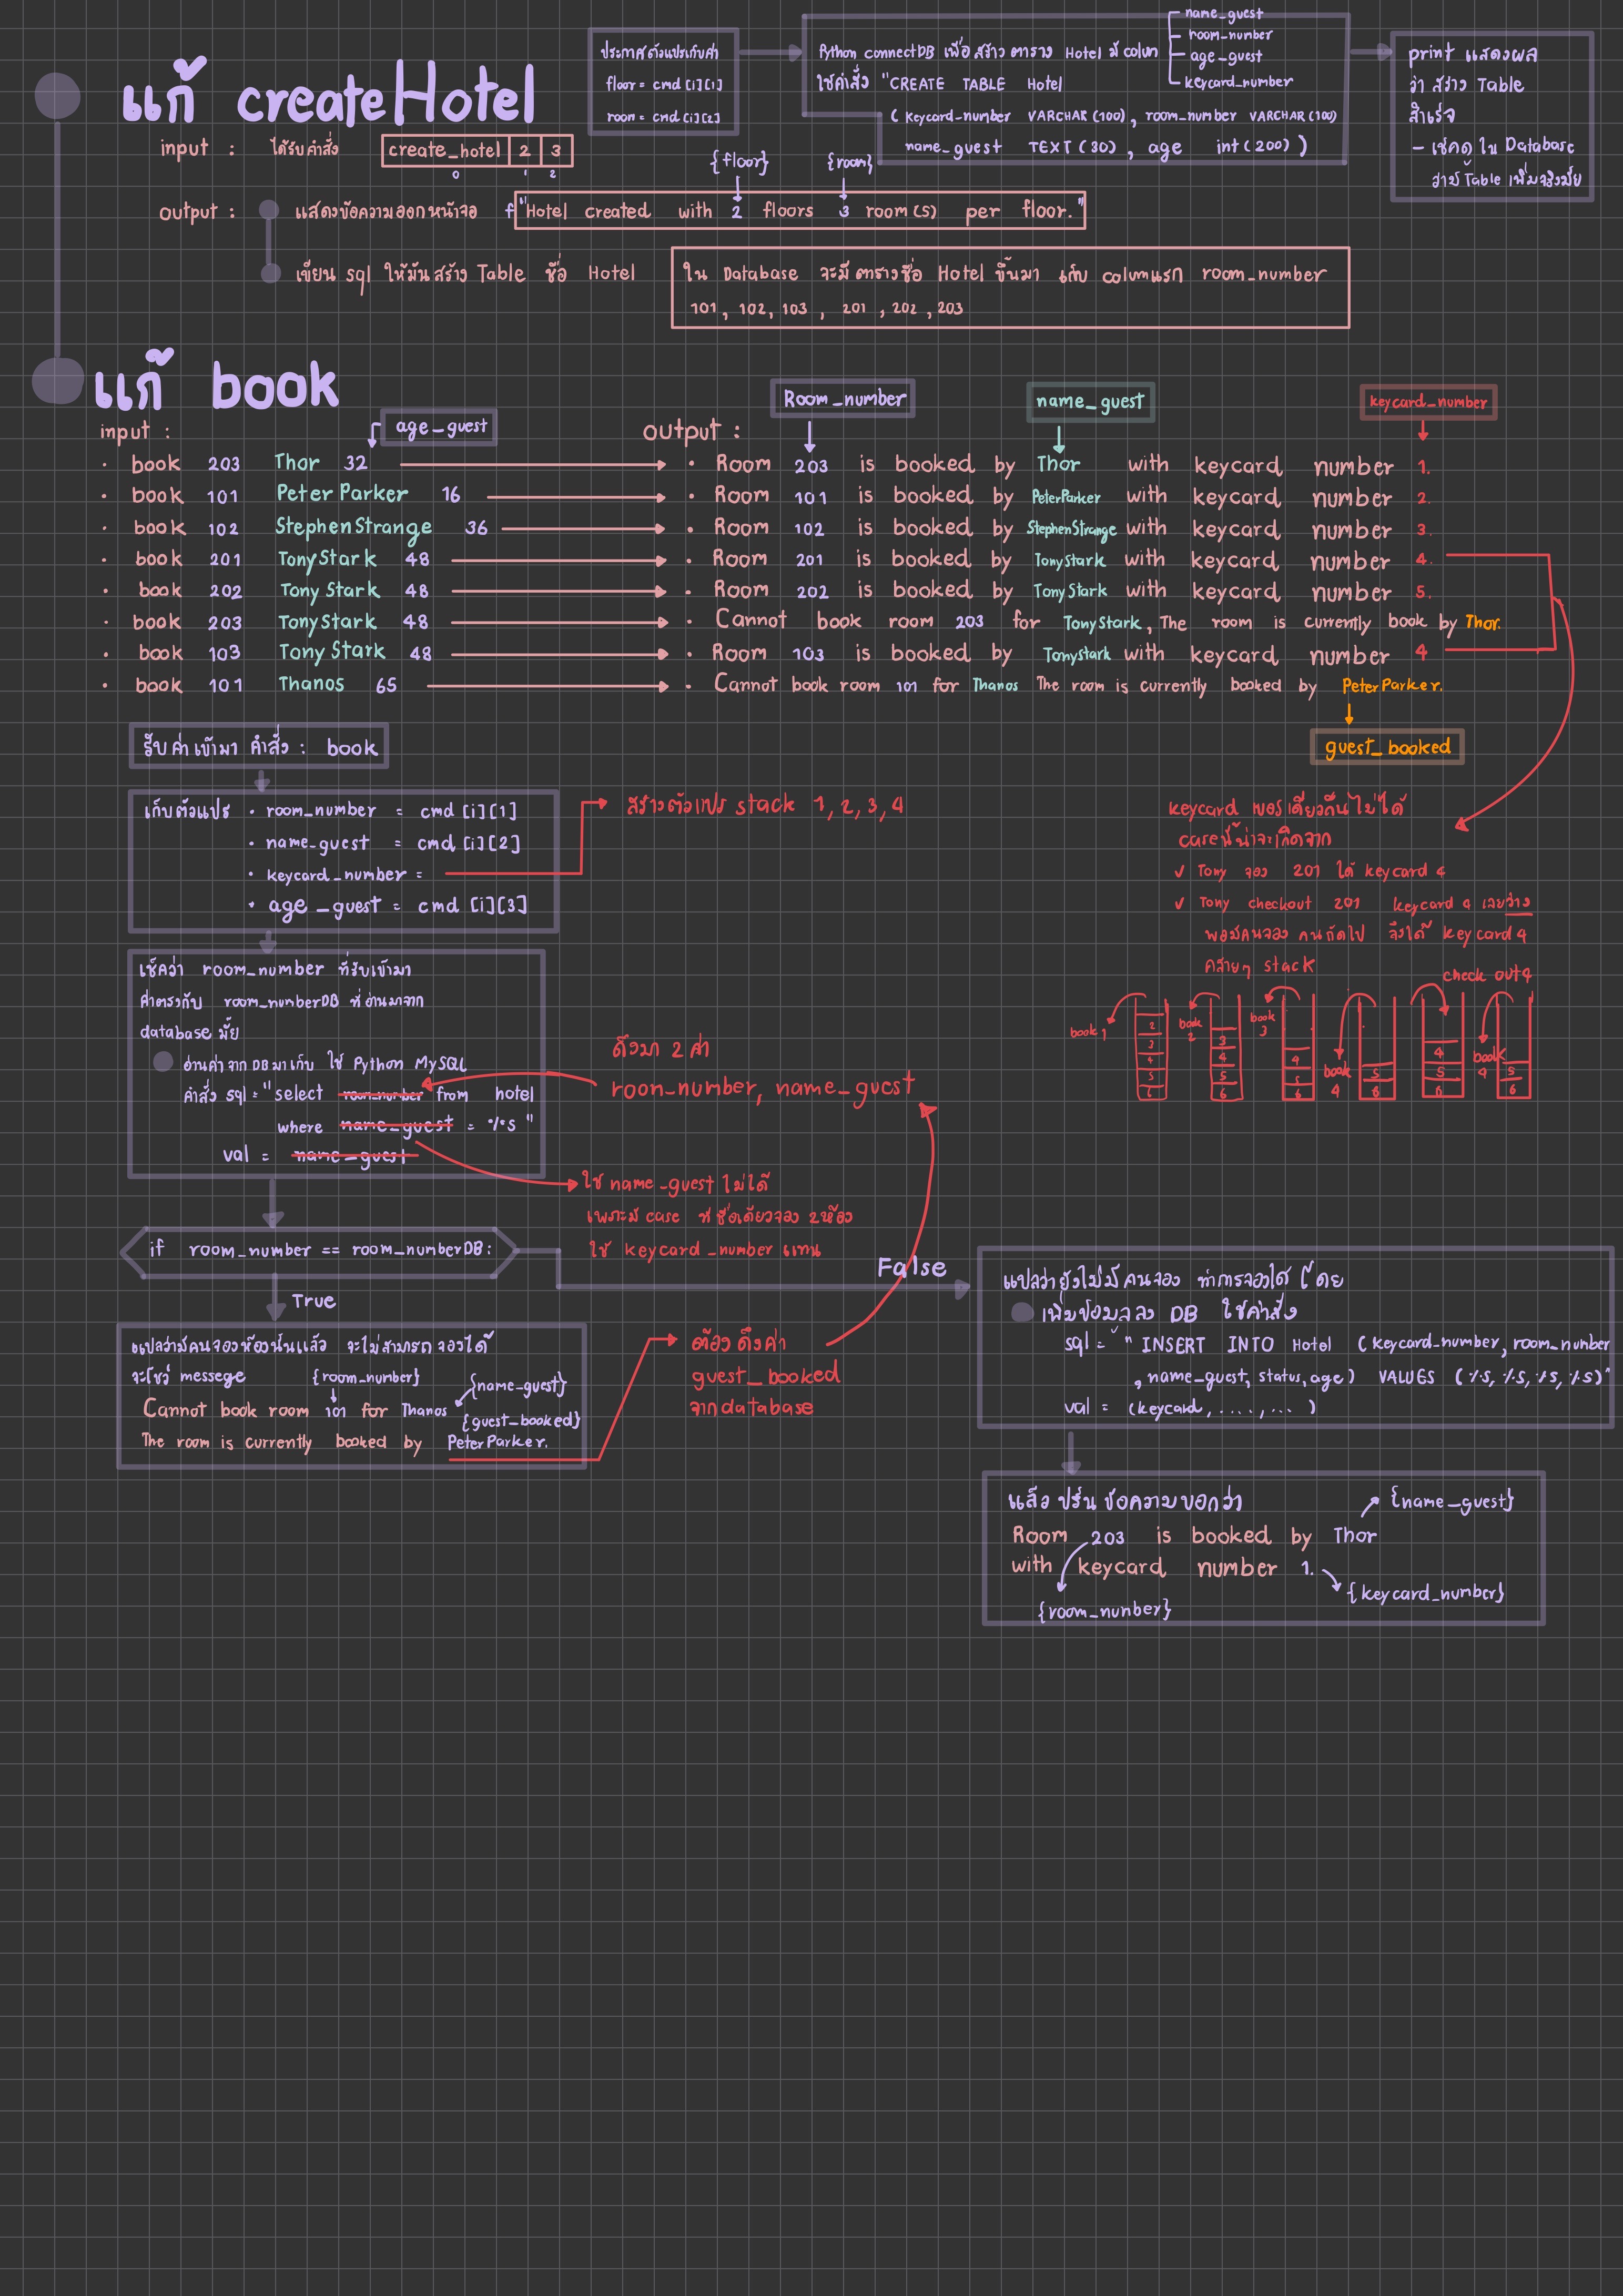 แก้ createHotel
input : ได้รับคำสั่ง create_hotel 2 3
0 1 2
ประกาศตัวแปรเก็บค่า
floor = cmd [i][1]
room = cmd [i][2]
Python connectDB เพื่อสร้าง ตาราง Hotel มี colum
name_guest
room_number
age_guest
keycard_number
ใช้คำสั่ง "CREATE TABLE Hotel
( keycard_number VARCHAR (100) , room_number VARCHAR (100)
name_guest TEXT (30) , age int (200) )
print แสดงผล
ว่า สร้าง Table
สำเร็จ
- เช็คดู ใน Database
ว่ามี Table เพิ่มจริงมั้ย
{floor} {room}
output : แสดงข้อความออกหน้าจอ f"Hotel created with 2 floors 3 room(s) per floor."
เขียน sql ให้มันสร้าง Table ชื่อ Hotel
ใน Database จะมี ตารางชื่อ Hotel ขึ้นมา เก็บ columแรก room_number
101, 102, 103 , 201 , 202 , 203
แก้ book
input :
age_guest
output :
Room_number
name_guest
keycard_number
· book 203 Thor 32
· Room 203 is booked by Thor with keycard number 1.
· book 101 Peter Parker 16
· Room 101 is booked by PeterParker with keycard number 2.
· book 102 StephenStrange 36
· Room 102 is booked by StephenStrange with keycard number 3.
· book 201 TonyStark 48
· Room 201 is booked by TonyStark with keycard number 4.
· book 202 Tony Stark 48
· Room 202 is booked by TonyStark with keycard number 5.
· book 203 TonyStark 48
· Cannot book room 203 for TonyStark, The room is currently book by Thor.
· book 103 Tony Stark 48
· Room 103 is booked by Tonystark with keycard number 4
· book 101 Thanos 65
· Cannot book room 101 for Thanos The room is currently booked by PeterParker.
guest_booked
รับค่าเข้ามา คำสั่ง : book
เก็บตัวแปร · room_number = cmd [i][1]
· name_guest = cmd [i][2]
· keycard_number =
· age_guest = cmd [i][3]
สร้างตัวแปร stack 1, 2, 3, 4
keycard เบอร์เดียวกันไม่ได้
caseนี้น่าจะเกิดจาก
✓ Tony จอง 201 ได้ keycard 4
✓ Tony checkout 201 keycard 4 เลยว่าง
พอมีคนจอง คนถัดไป จึงได้ keycard 4
คล้ายๆ stack
check out4
book 1
2
3
4
5
6
book 2
3
4
5
6
book 3
4
5
6
book 4
5
6
4
5
6
book 4
5
6
เช็คว่า room_number ที่รับเข้ามา
ค่าตรงกับ room_numberDB ที่อ่านมาจาก
database มั้ย
อ่านค่าจาก DB มาเก็บ ใช้ Python MySQL
คำสั่ง sql = "select room_number from hotel
where name_guest = %s "
val = name_guest
ดึงมา 2 ค่า
room_number, name_guest
ใช้ name_guest ไม่ได้
เพราะมี case ที่ชื่อเดียวจอง 2ห้อง
ใช้ keycard_number แทน
if room_number == room_numberDB:
True
False
แปลว่ามีคนจองห้องนั้นแล้ว จะไม่สามารถจองได้
จะโชว์ messege {room_number} {name_guest}
Cannot book room 101 for Thanos {guest_booked}
The room is currently booked by PeterParker.
ต้องดึงค่า
guest_booked
จากdatabase
แปลว่ายังไม่มีคนจอง ทำการจองได้ โดย
เพิ่มข้อมูลลง DB ใช้คำสั่ง
sql = " INSERT INTO Hotel (keycard_number, room_number
, name_guest, status, age) VALUES (%s, %s, %s, %s)"
val = (keycard, ...., ... )
แล้ว ปริ้น ข้อความบอกว่า {name_guest}
Room 203 is booked by Thor
with keycard number 1.
{keycard_number}
{room_number}